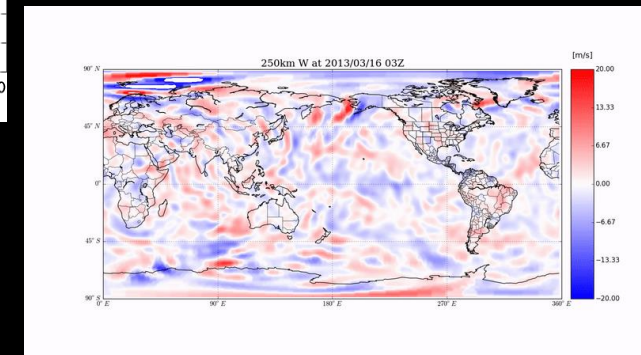 0
[m/s]
250km W at 2013/03/16 03Z
90° N
45° N
0°
45° S
90° S
0° E
90° E
180° E
270° E
360° E
20.00
13.33
6.67
0.00
−6.67
−13.33
−20.00